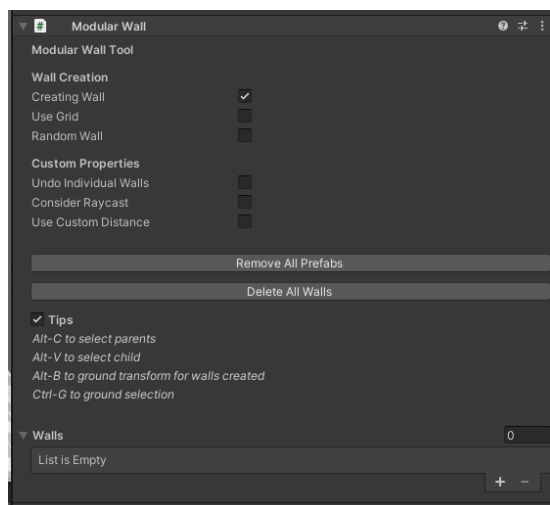 # Modular Wall
Modular Wall Tool
Wall Creation
Creating Wall
Use Grid
Random Wall
Custom Properties
Undo Individual Walls
Consider Raycast
Use Custom Distance
Remove All Prefabs
Delete All Walls
Tips
Alt-C to select parents
Alt-V to select child
Alt-B to ground transform for walls created
Ctrl-G to ground selection
Walls 0
List is Empty
+ −